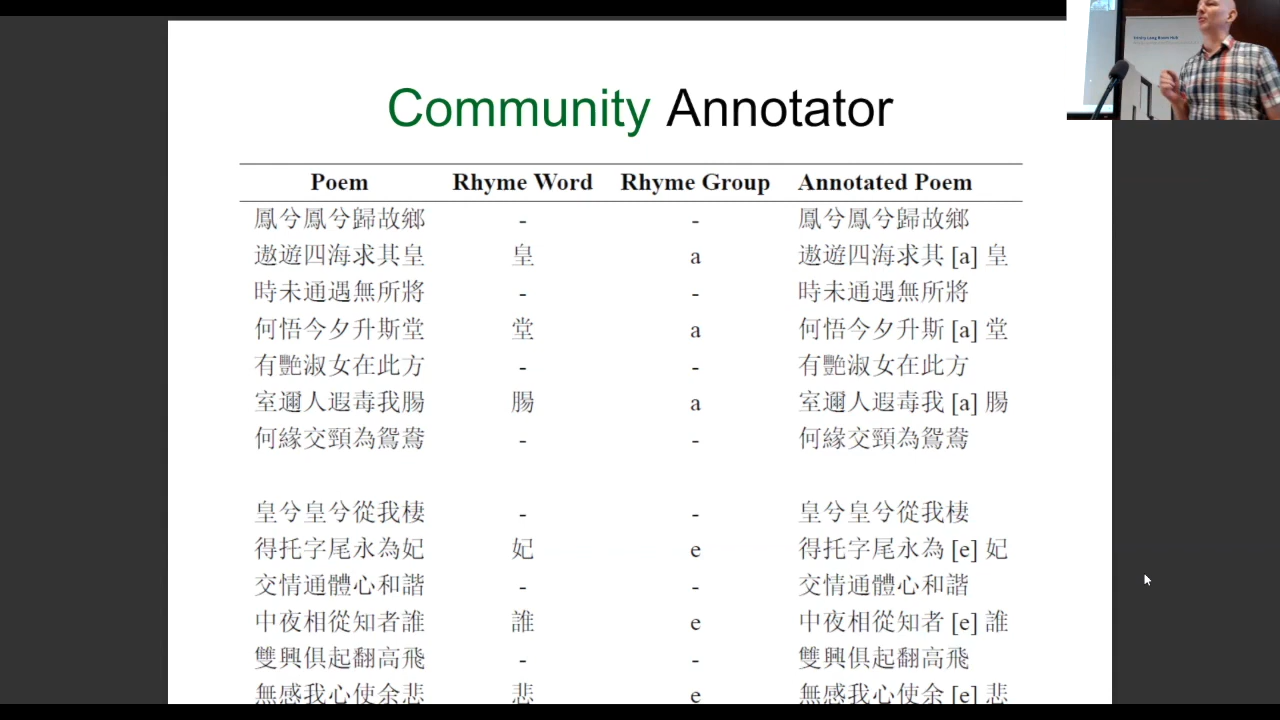 Community Annotator
Poem Rhyme Word Rhyme Group Annotated Poem
鳳兮鳳兮歸故鄉 - - 鳳兮鳳兮歸故鄉
遨遊四海求其皇 皇 a 遨遊四海求其 [a] 皇
時未通遇無所將 - - 時未通遇無所將
何悟今夕升斯堂 堂 a 何悟今夕升斯 [a] 堂
有艷淑女在此方 - - 有艷淑女在此方
室邇人遐毒我腸 腸 a 室邇人遐毒我 [a] 腸
何緣交頸為鴛鴦 - - 何緣交頸為鴛鴦
皇兮皇兮從我棲 - - 皇兮皇兮從我棲
得托字尾永為妃 妃 e 得托字尾永為 [e] 妃
交情通體心和諧 - - 交情通體心和諧
中夜相從知者誰 誰 e 中夜相從知者 [e] 誰
雙興俱起翻高飛 - - 雙興俱起翻高飛
無感我心使余悲 悲 e 無感我心使余 [e] 悲